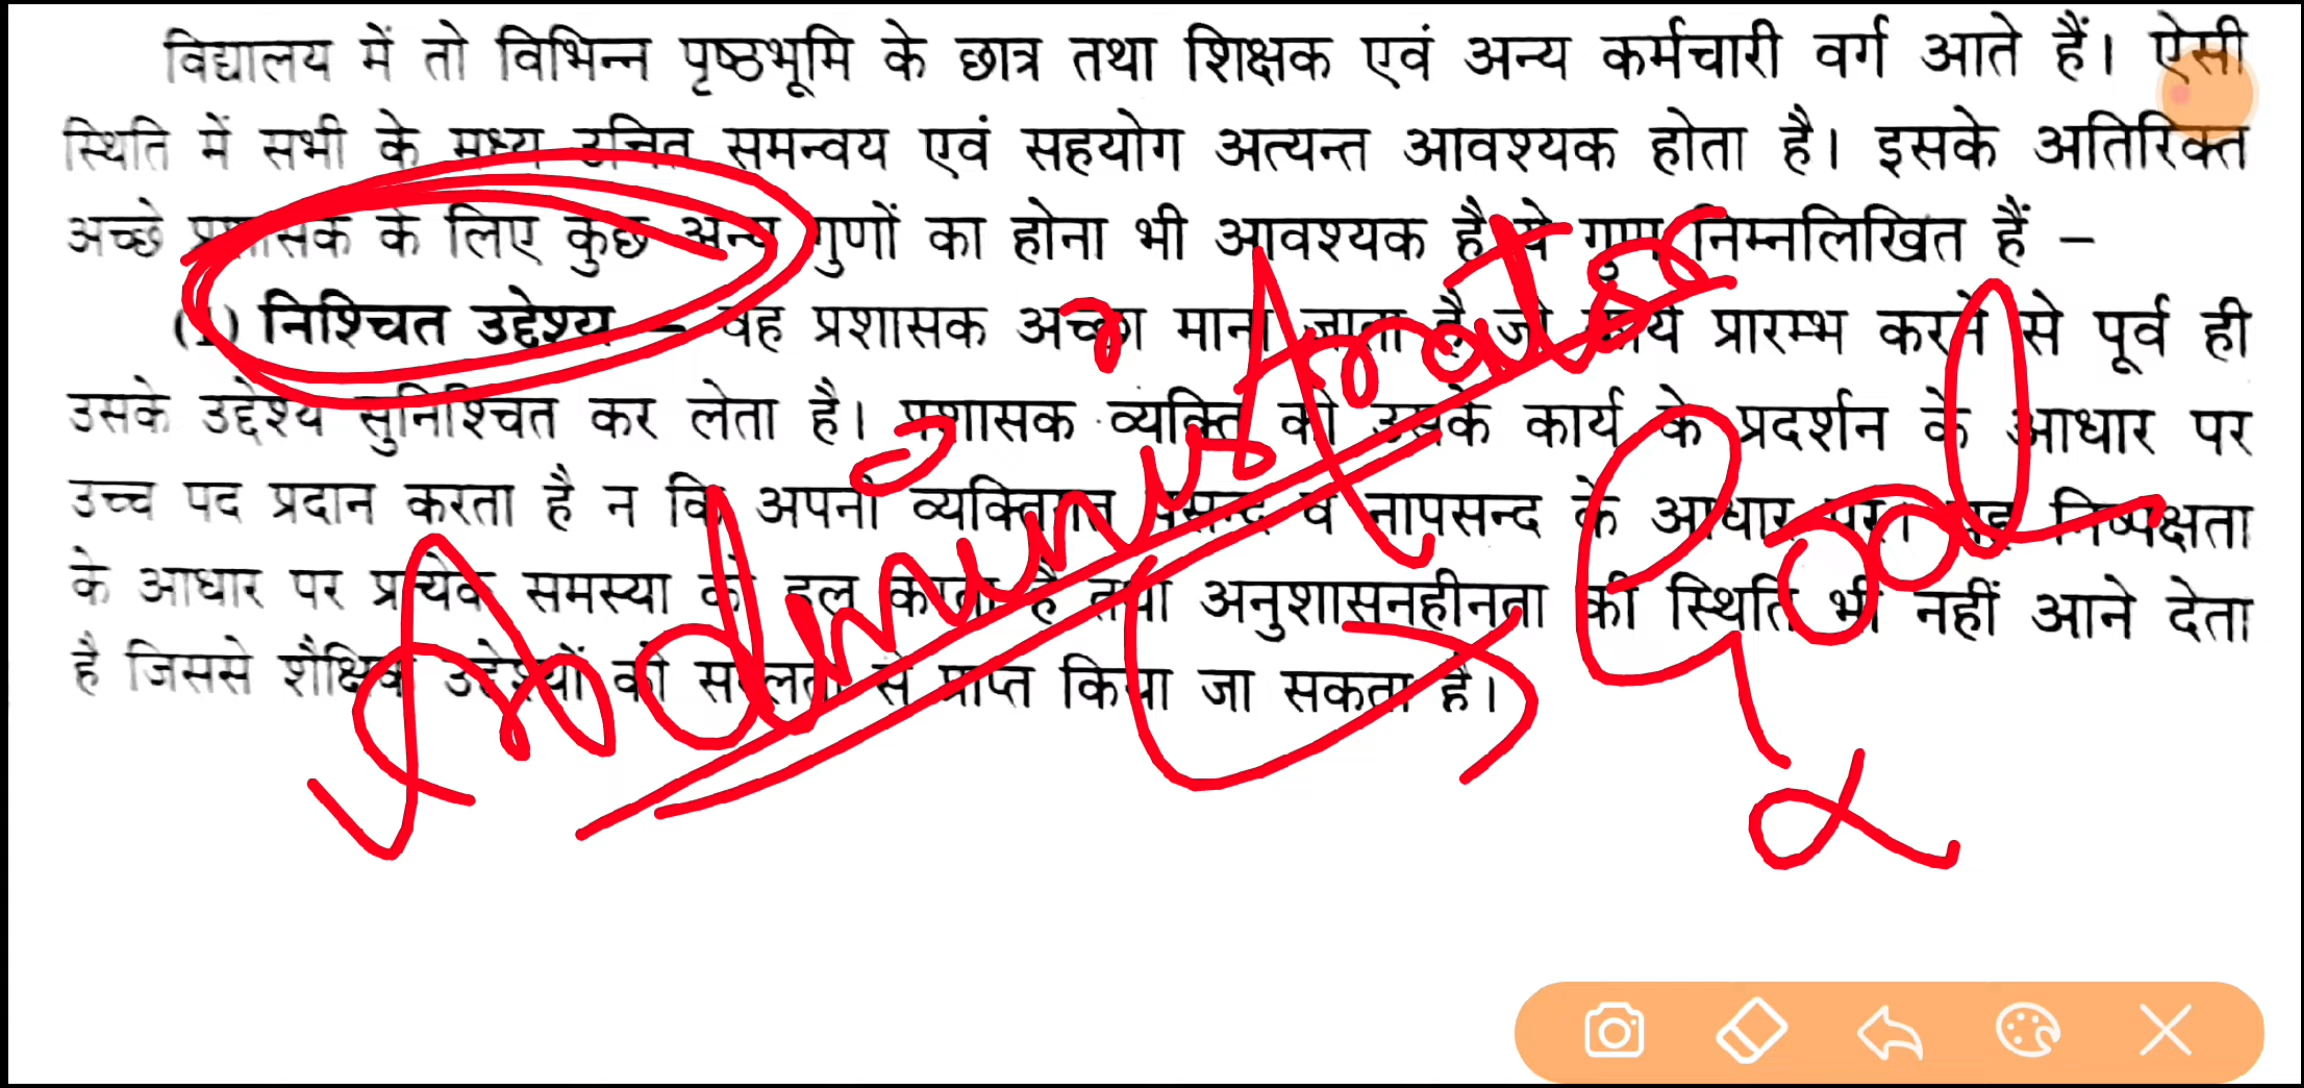 विद्यालय में तो विभिन्न पृष्ठभूमि के छात्र तथा शिक्षक एवं अन्य कर्मचारी वर्ग आते हैं। ऐसी
स्थिति में सभी के मध्य उचित समन्वय एवं सहयोग अत्यन्त आवश्यक होता है। इसके अतिरिक्त
अच्छे प्रशासक के लिए कुछ अन्य गुणों का होना भी आवश्यक है ये गुण निम्नलिखित हैं –
(1) निश्चित उद्देश्य – वह प्रशासक अच्छा माना जाता है जो कार्य प्रारम्भ करने से पूर्व ही
उसके उद्देश्य सुनिश्चित कर लेता है। प्रशासक व्यक्ति को उसके कार्य के प्रदर्शन के आधार पर
उच्च पद प्रदान करता है न कि अपनी व्यक्तिगत पसन्द व नापसन्द के आधार पर। वह निष्पक्षता
के आधार पर प्रत्येक समस्या को हल करता है तथा अनुशासनहीनता की स्थिति भी नहीं आने देता
है जिससे शैक्षिक उद्देश्यों को सफलता से प्राप्त किया जा सकता है।
Administrator